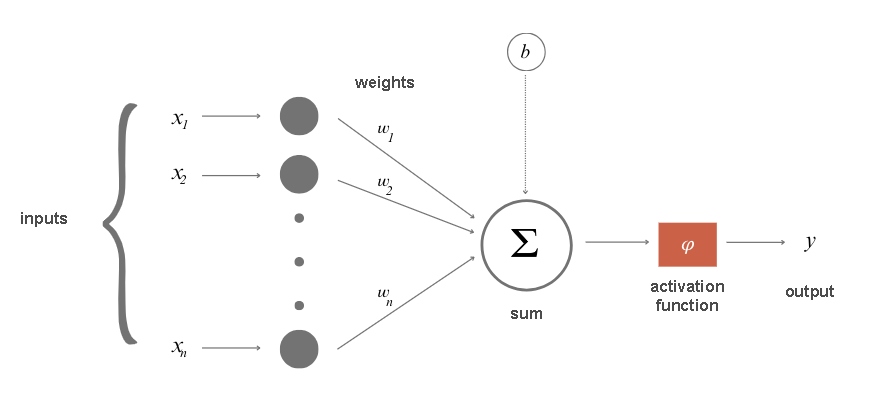 b
weights
x1
w1
x2
w2
inputs
Σ
φ
y
activation
function
output
sum
wn
xn